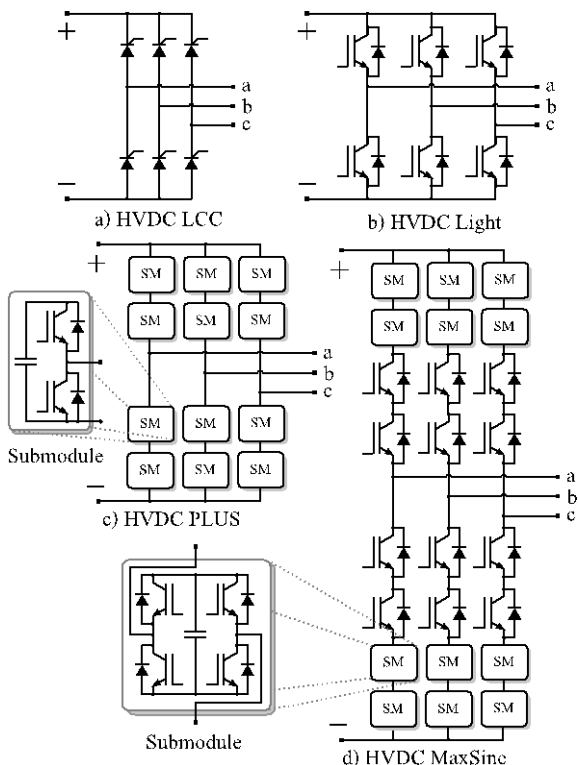 + +
a a
b b
c c
− −
a) HVDC LCC
b) HVDC Light
+ SM SM SM
SM SM SM
a
b
c
SM SM SM
− SM SM SM
Submodule
c) HVDC PLUS
+ SM SM SM
SM SM SM
a
b
c
SM SM SM
− SM SM SM
Submodule
d) HVDC MaxSine